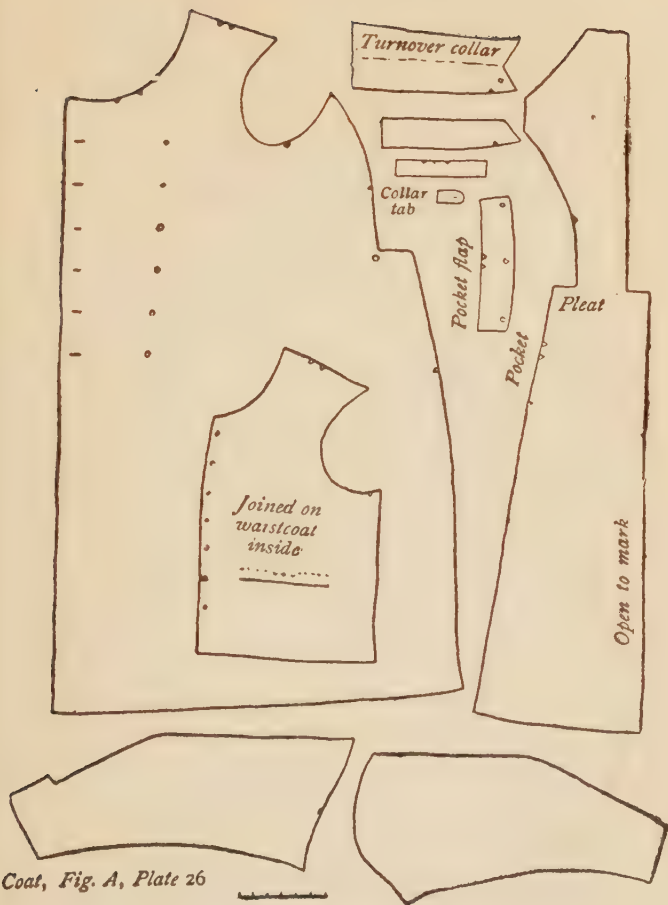 Turnover collar
Collar
tab
Pocket flap
Pleat
Pocket
Joined on
waistcoat
inside
Open to mark
Coat, Fig. A, Plate 26